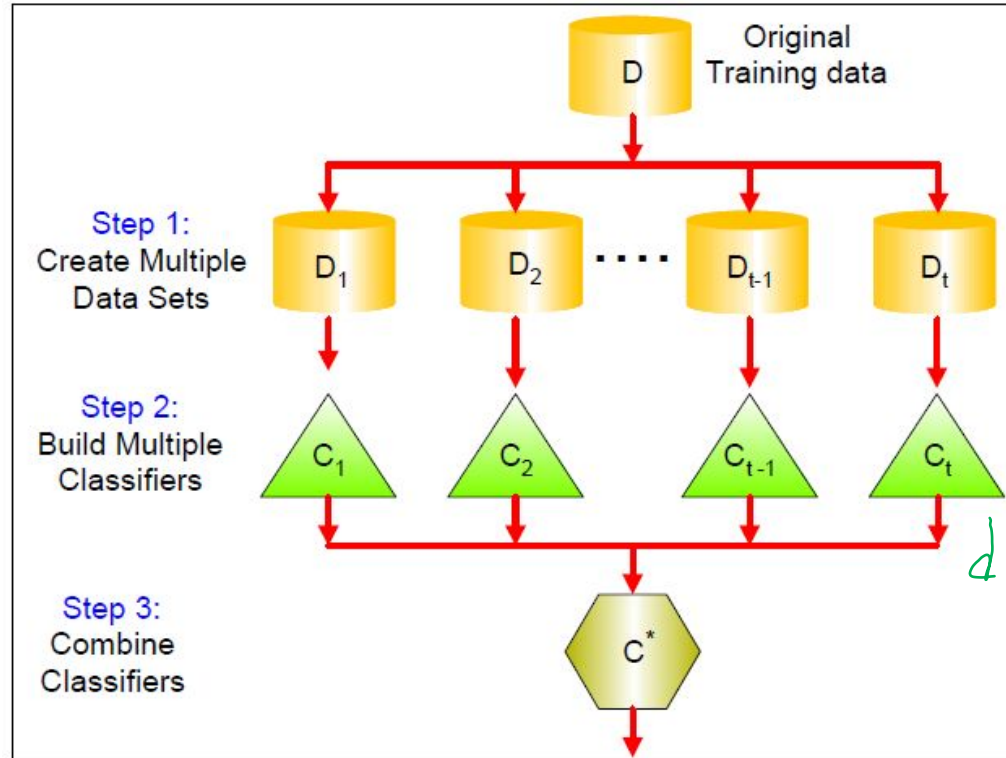 D
Original
Training data
Step 1:
Create Multiple
Data Sets
D₁
D₂
....
Dₜ₋₁
Dₜ
Step 2:
Build Multiple
Classifiers
C₁
C₂
Cₜ₋₁
Cₜ
d
Step 3:
Combine
Classifiers
C*